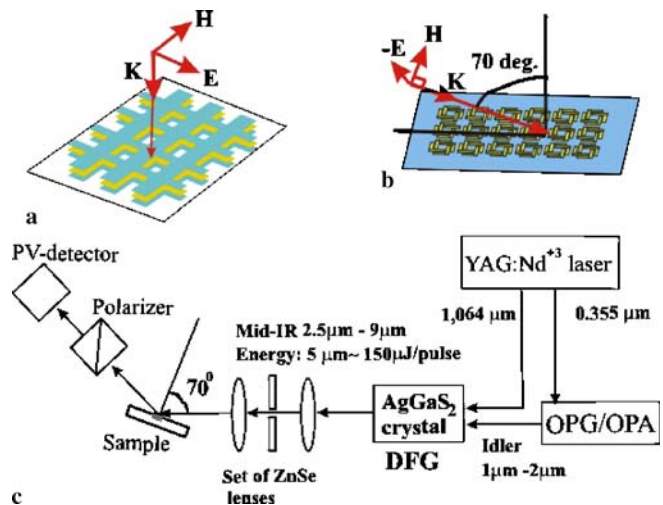 H
E
K
a
-E
H
K
70 deg.
b
PV-detector
Polarizer
70⁰
Sample
Mid-IR 2.5μm - 9μm
Energy: 5 μm~ 150μJ/pulse
Set of ZnSe
lenses
AgGaS₂
crystal
DFG
YAG:Nd⁺³ laser
1,064 μm
0.355 μm
OPG/OPA
Idler
1μm -2μm
c